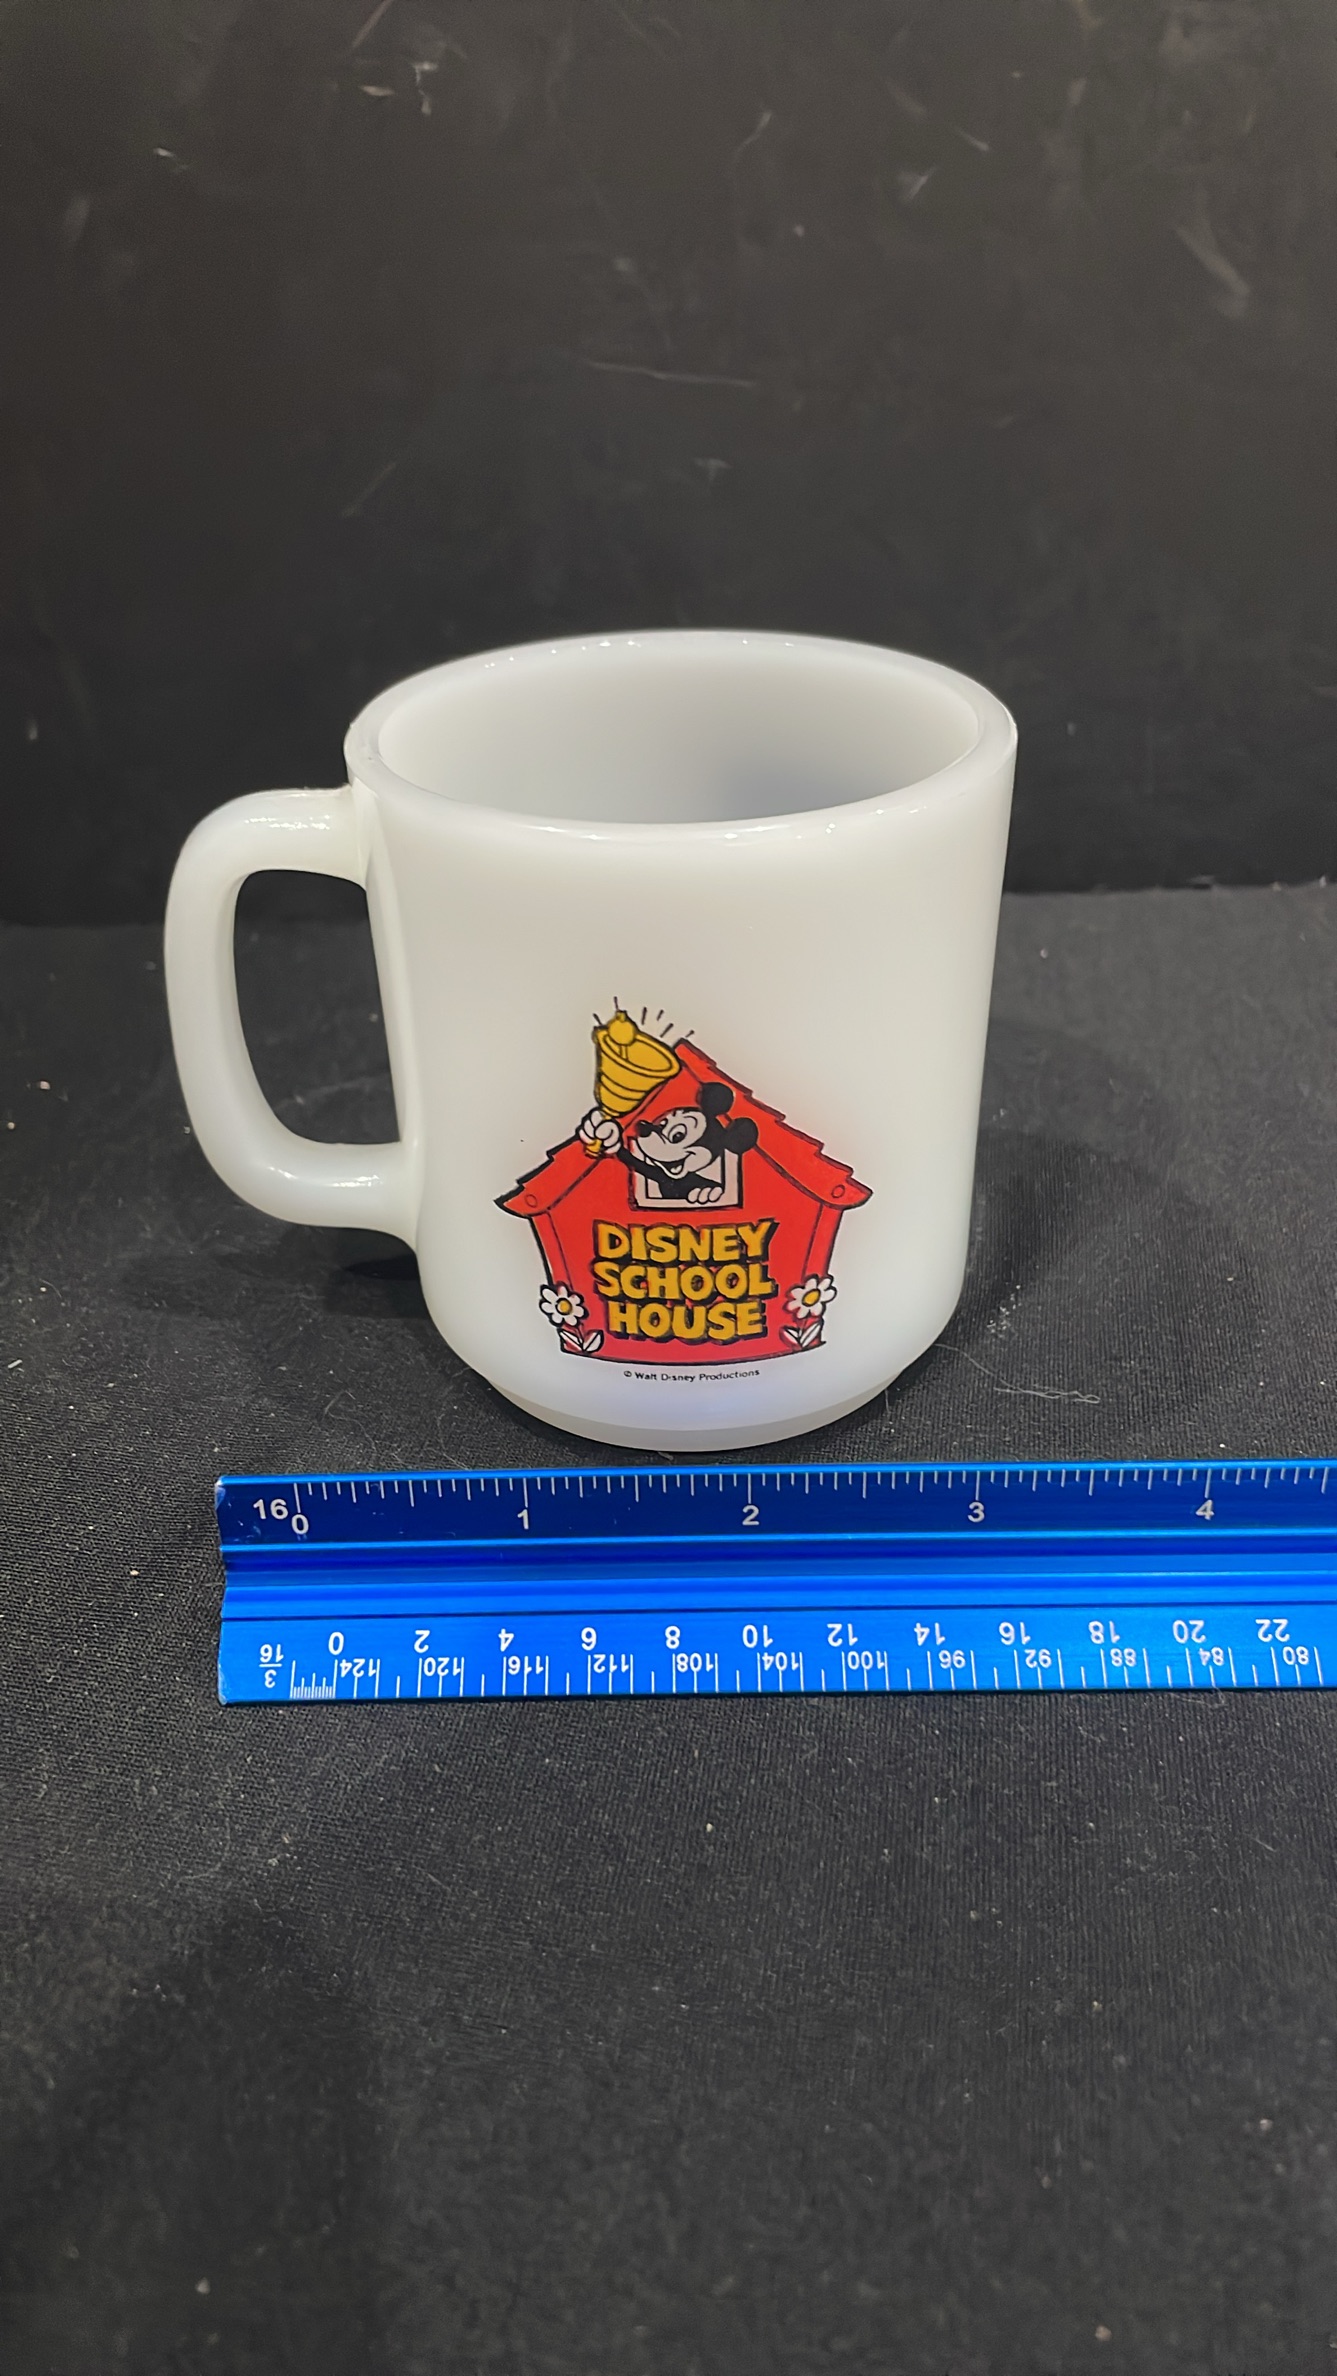 DISNEY
SCHOOL
HOUSE
© Walt Disney Productions
16 0 1 2 3 4
0 2 4 6 8 10 12 14 16 18 20 22
3/16 124 120 116 112 108 104 100 96 92 88 84 80